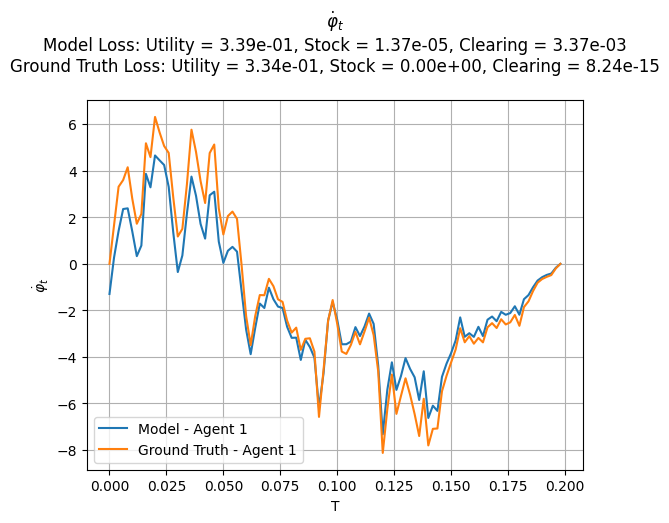 φ̇ₜ
Model Loss: Utility = 3.39e-01, Stock = 1.37e-05, Clearing = 3.37e-03
Ground Truth Loss: Utility = 3.34e-01, Stock = 0.00e+00, Clearing = 8.24e-15
6
4
2
0
−2
−4
−6
−8
φ̇ₜ
Model - Agent 1
Ground Truth - Agent 1
0.000 0.025 0.050 0.075 0.100 0.125 0.150 0.175 0.200
T